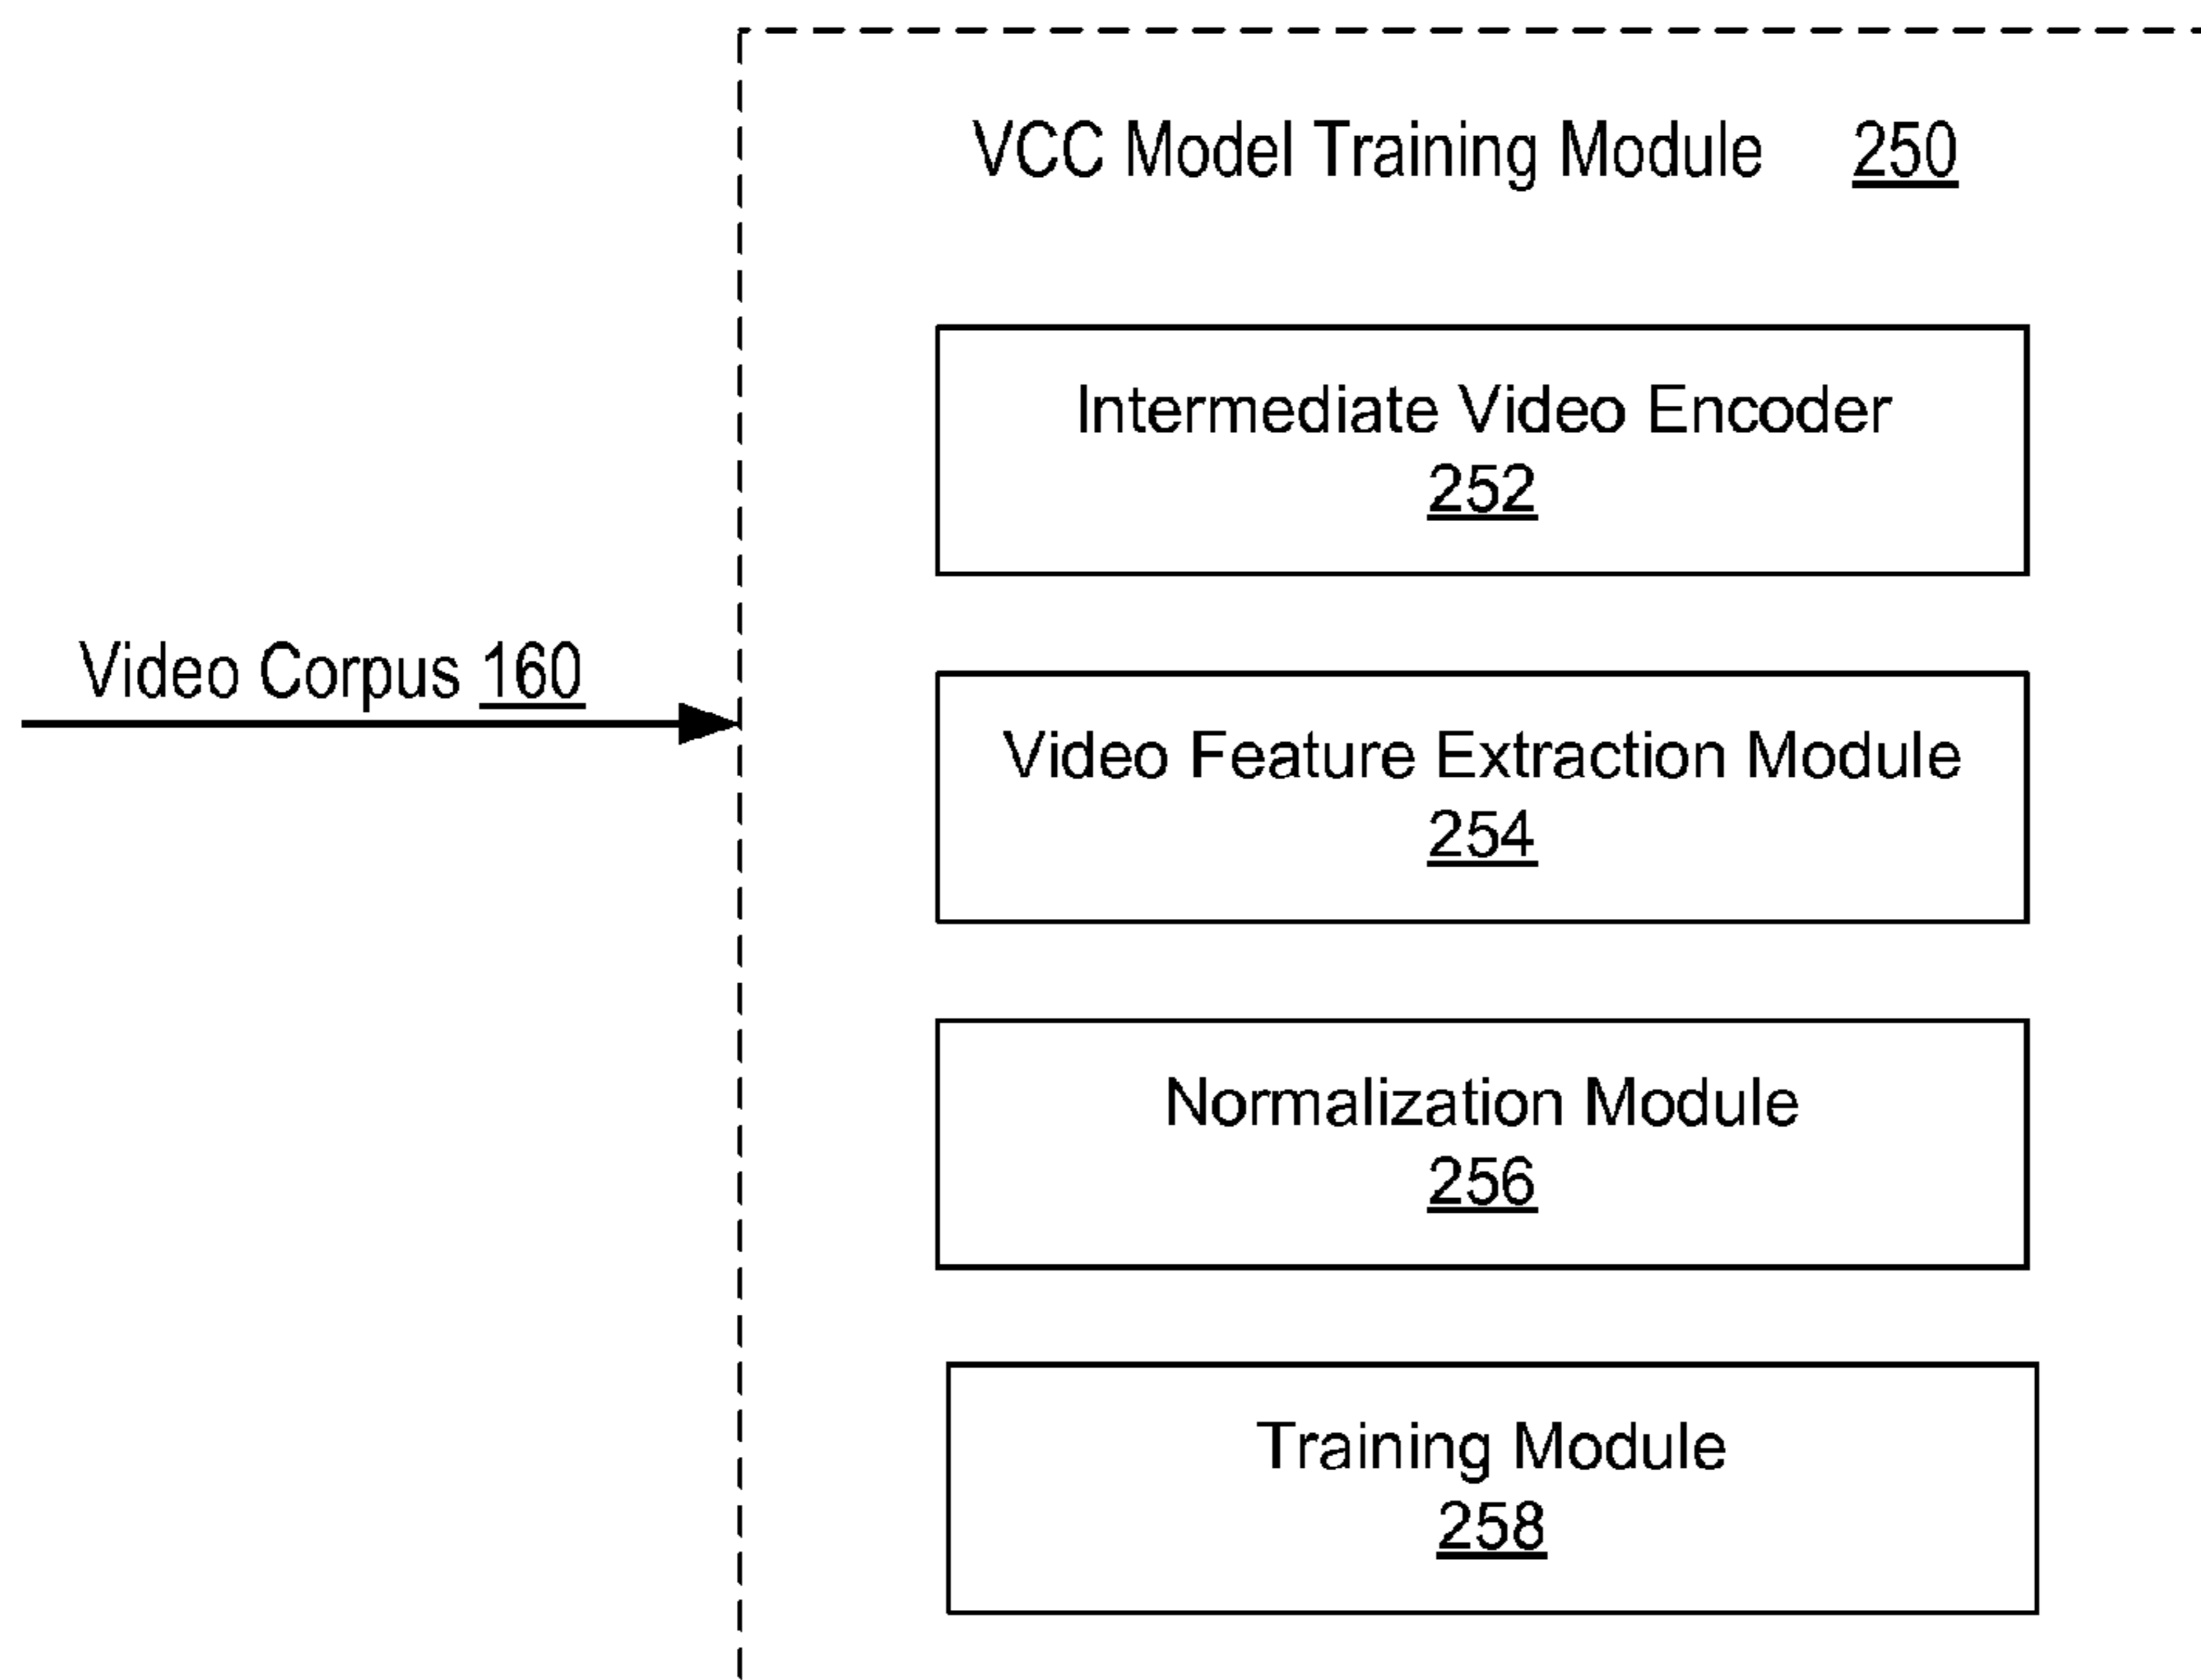 VCC Model Training Module 250
Intermediate Video Encoder
252
Video Corpus 160
Video Feature Extraction Module
254
Normalization Module
256
Training Module
258